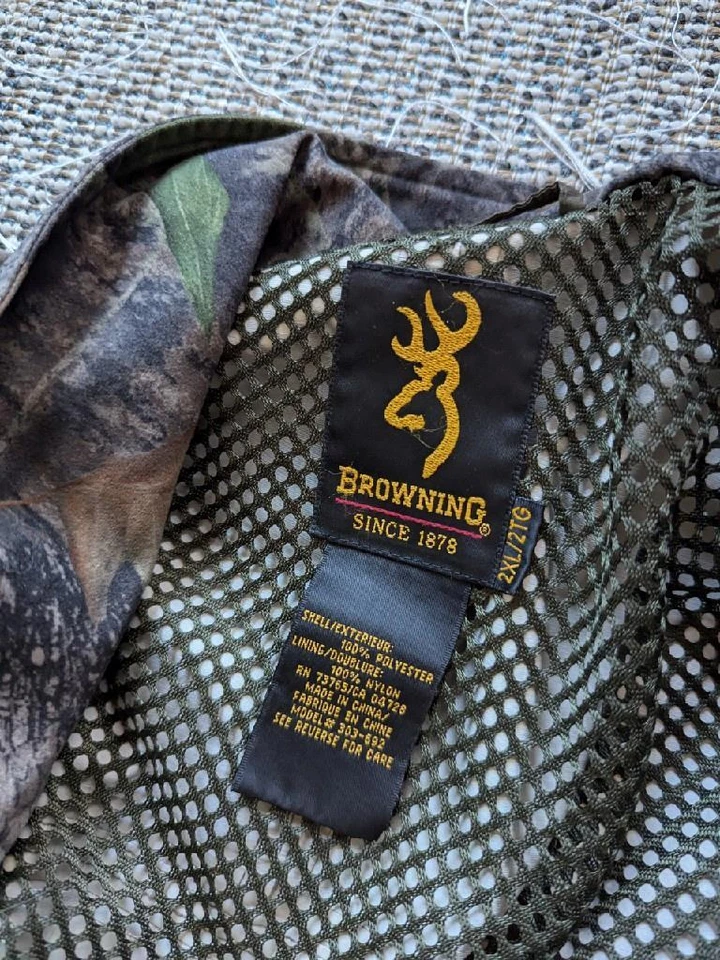 BROWNING®
SINCE 1878
2XL/2TG
SHELL/EXTERIEUR:
100% POLYESTER
LINING/DOUBLURE:
100% NYLON
RN 73765/CA 04728
MADE IN CHINA/
FABRIQUE EN CHINE
MODEL# 303-692
SEE REVERSE FOR CARE